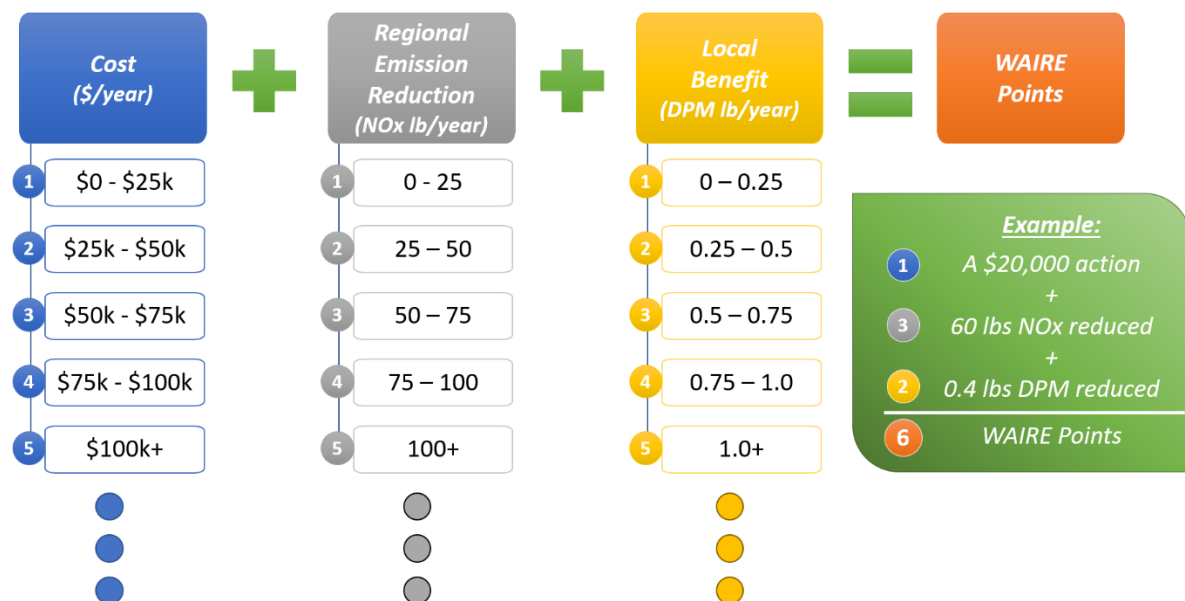 Cost
($/year)
Regional
Emission
Reduction
(NOx lb/year)
Local
Benefit
(DPM lb/year)
WAIRE
Points
1 $0 - $25k
2 $25k - $50k
3 $50k - $75k
4 $75k - $100k
5 $100k+
1 0 - 25
2 25 – 50
3 50 – 75
4 75 – 100
5 100+
1 0 – 0.25
2 0.25 – 0.5
3 0.5 – 0.75
4 0.75 – 1.0
5 1.0+
Example:
1 A $20,000 action
+
3 60 lbs NOx reduced
+
2 0.4 lbs DPM reduced
6 WAIRE Points